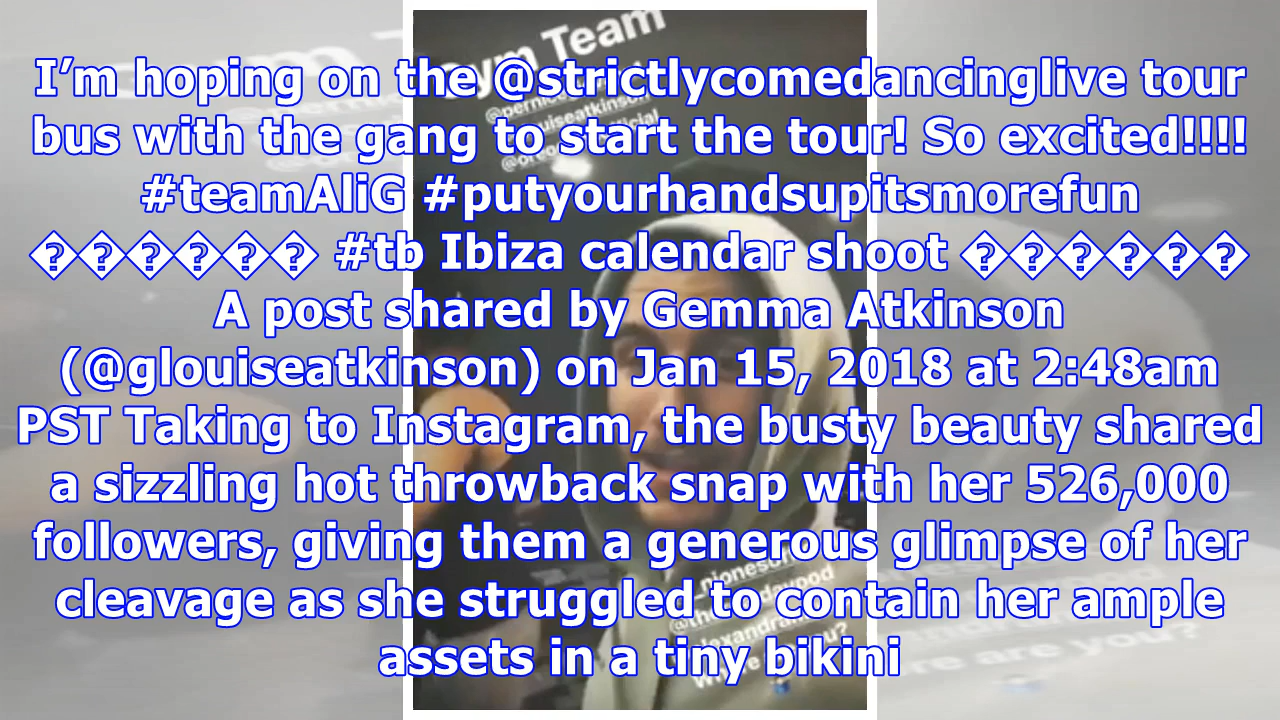 I’m hoping on the @strictlycomedancinglive tour
bus with the gang to start the tour! So excited!!!!
#teamAliG #putyourhandsupitsmorefun
������ #tb Ibiza calendar shoot ������
A post shared by Gemma Atkinson
(@glouiseatkinson) on Jan 15, 2018 at 2:48am
PST Taking to Instagram, the busty beauty shared
a sizzling hot throwback snap with her 526,000
followers, giving them a generous glimpse of her
cleavage as she struggled to contain her ample
assets in a tiny bikini
Gym Team